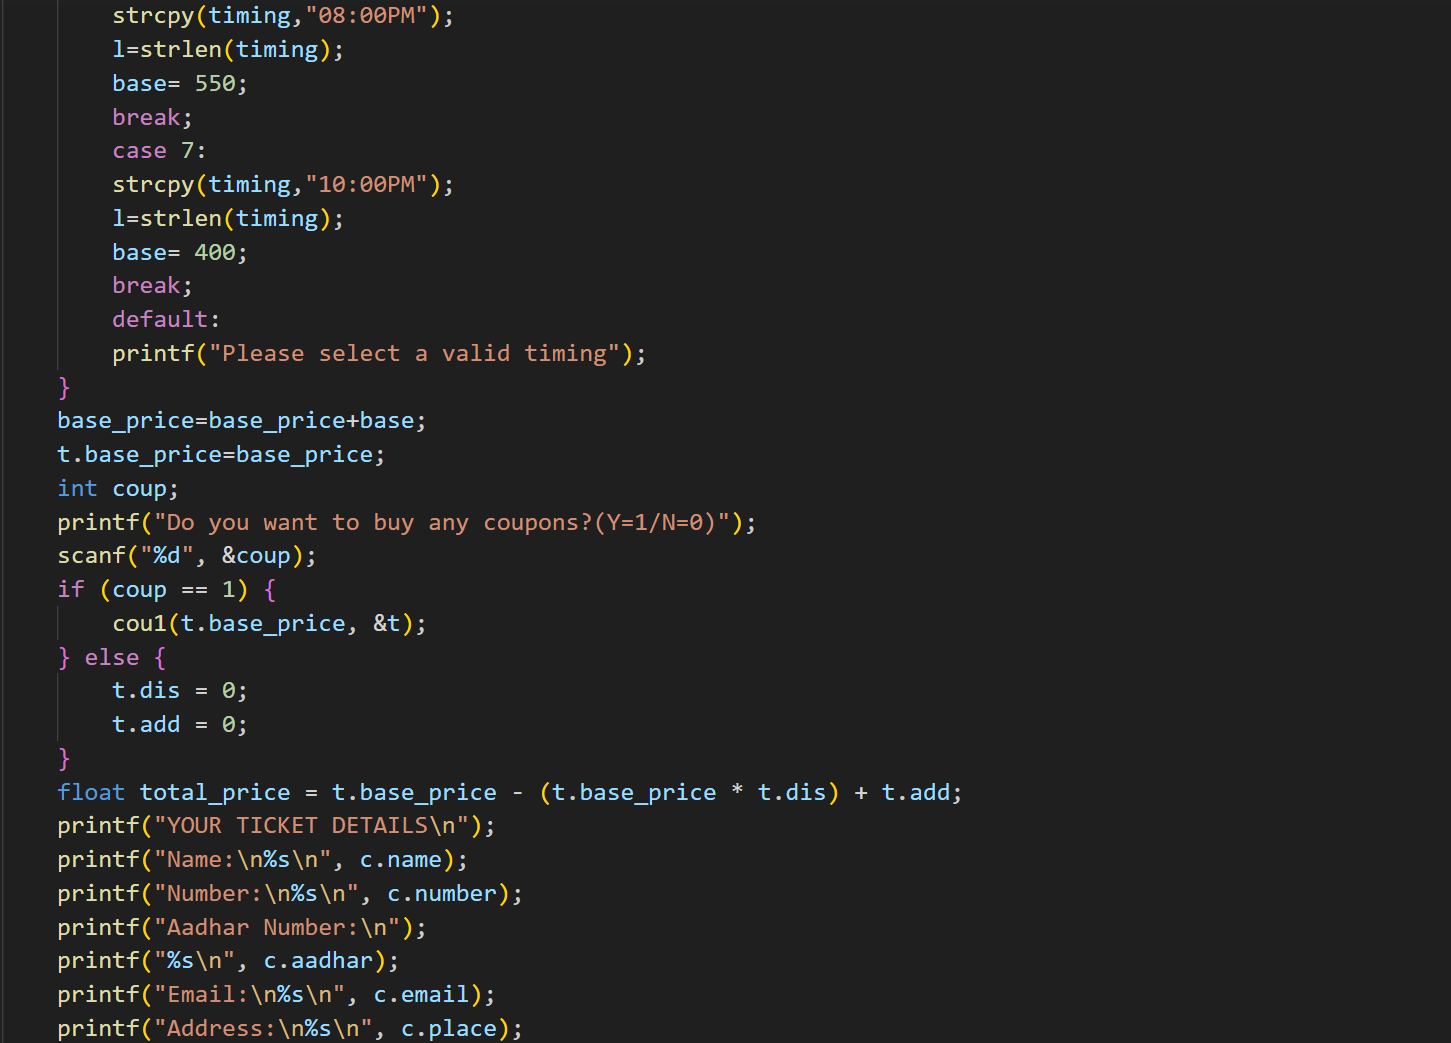 strcpy(timing,"08:00PM");
l=strlen(timing);
base= 550;
break;
case 7:
strcpy(timing,"10:00PM");
l=strlen(timing);
base= 400;
break;
default:
printf("Please select a valid timing");
}
base_price=base_price+base;
t.base_price=base_price;
int coup;
printf("Do you want to buy any coupons?(Y=1/N=0)");
scanf("%d", &coup);
if (coup == 1) {
cou1(t.base_price, &t);
} else {
t.dis = 0;
t.add = 0;
}
float total_price = t.base_price - (t.base_price * t.dis) + t.add;
printf("YOUR TICKET DETAILS\n");
printf("Name:\n%s\n", c.name);
printf("Number:\n%s\n", c.number);
printf("Aadhar Number:\n");
printf("%s\n", c.aadhar);
printf("Email:\n%s\n", c.email);
printf("Address:\n%s\n", c.place);